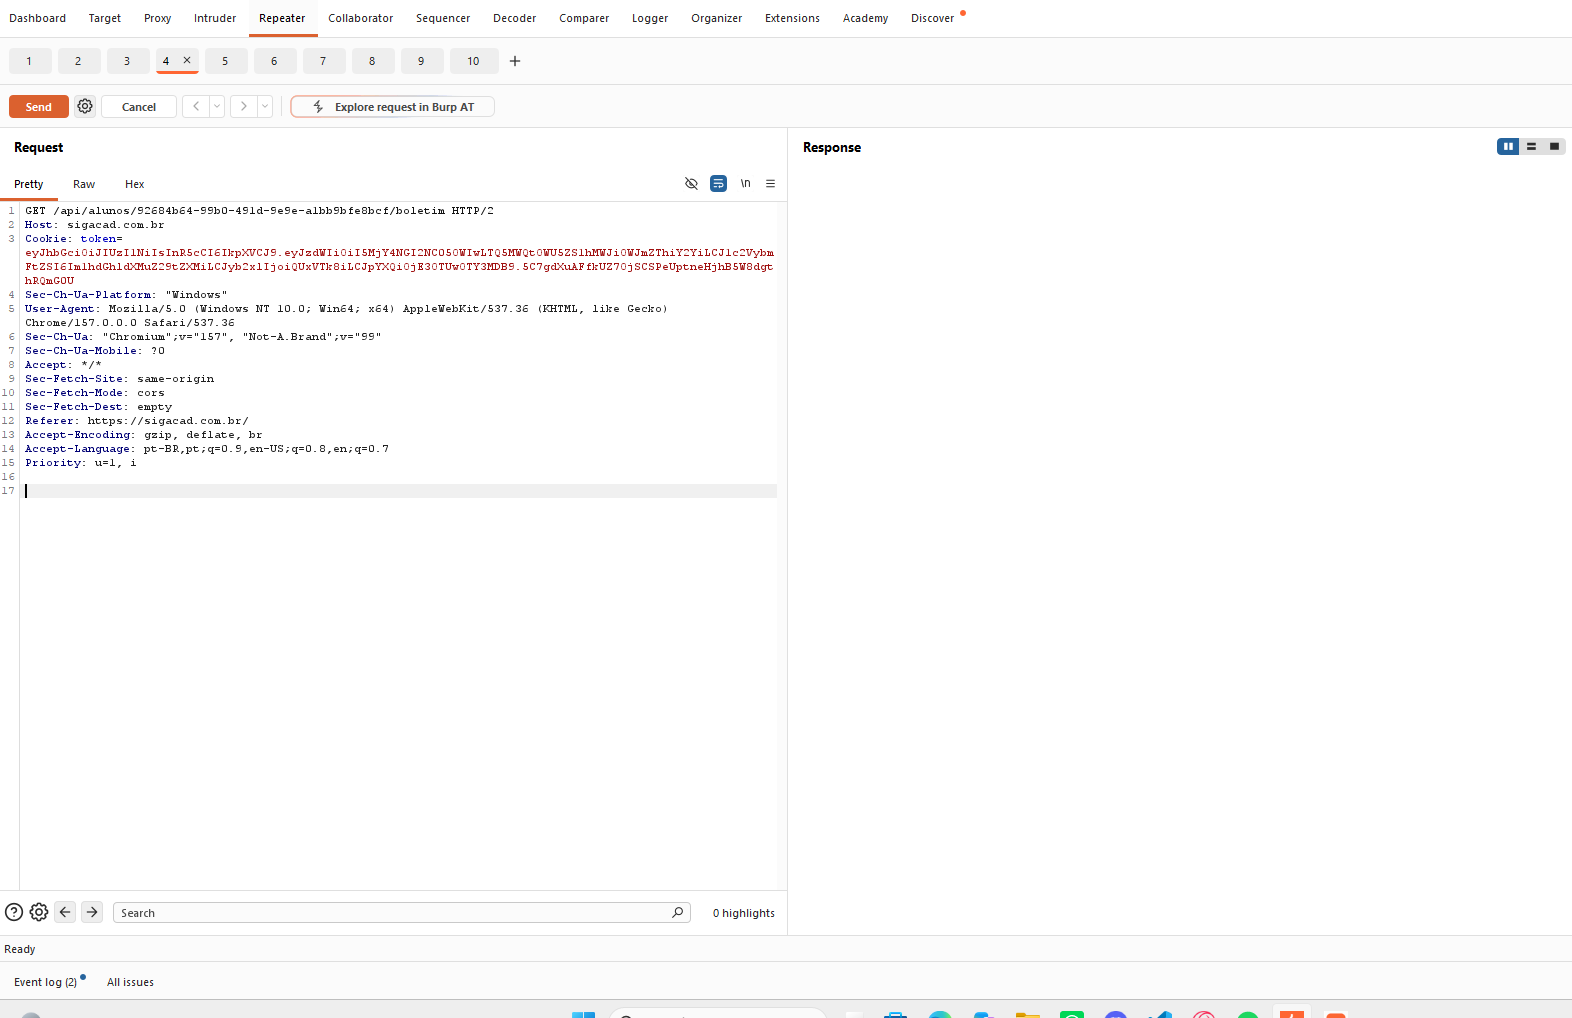 Dashboard Target Proxy Intruder Repeater Collaborator Sequencer Decoder Comparer Logger Organizer Extensions Academy Discover
1 2 3 4 × 5 6 7 8 9 10 +
Send Cancel < > Explore request in Burp AT
Request
Response
Pretty Raw Hex \n
1 GET /api/alunos/92684b64-99b0-491d-9e9e-a1bb9bfe8bcf/boletim HTTP/2
2 Host: sigacad.com.br
3 Cookie: token=
eyJhbGciOiJIUzI1NiIsInR5cCI6IkpXVCJ9.eyJzdWIiOiI5MjY4NGI2NC05OWIwLTQ5MWQtOWU5ZS1hMWJiOWJmZThiY2YiLCJ1c2Vybm
FtZSI6Im1hdGhldXMuZ29tZXMiLCJyb2xlIjoiQUxVTk8iLCJpYXQiOjE3OTUwOTY3MDB9.5C7gdXuAFfkUZ70jSCSPeUptneHjhB5W8dgt
hRQmG0U
4 Sec-Ch-Ua-Platform: "Windows"
5 User-Agent: Mozilla/5.0 (Windows NT 10.0; Win64; x64) AppleWebKit/537.36 (KHTML, like Gecko)
Chrome/157.0.0.0 Safari/537.36
6 Sec-Ch-Ua: "Chromium";v="157", "Not-A.Brand";v="99"
7 Sec-Ch-Ua-Mobile: ?0
8 Accept: */*
9 Sec-Fetch-Site: same-origin
10 Sec-Fetch-Mode: cors
11 Sec-Fetch-Dest: empty
12 Referer: https://sigacad.com.br/
13 Accept-Encoding: gzip, deflate, br
14 Accept-Language: pt-BR,pt;q=0.9,en-US;q=0.8,en;q=0.7
15 Priority: u=1, i
16
17
Search 0 highlights
Ready
Event log (2) All issues